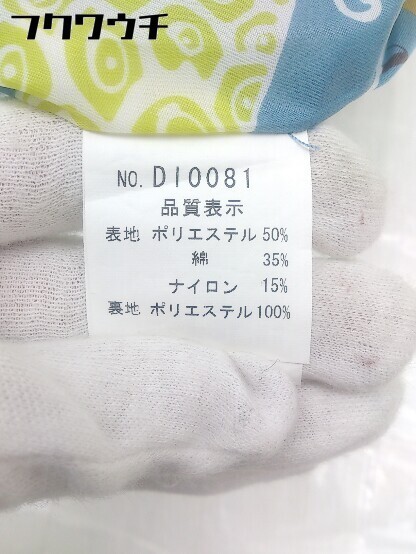 フクワウチ
NO. DI0081
品質表示
表地 ポリエステル 50%
綿 35%
ナイロン 15%
裏地 ポリエステル 100%